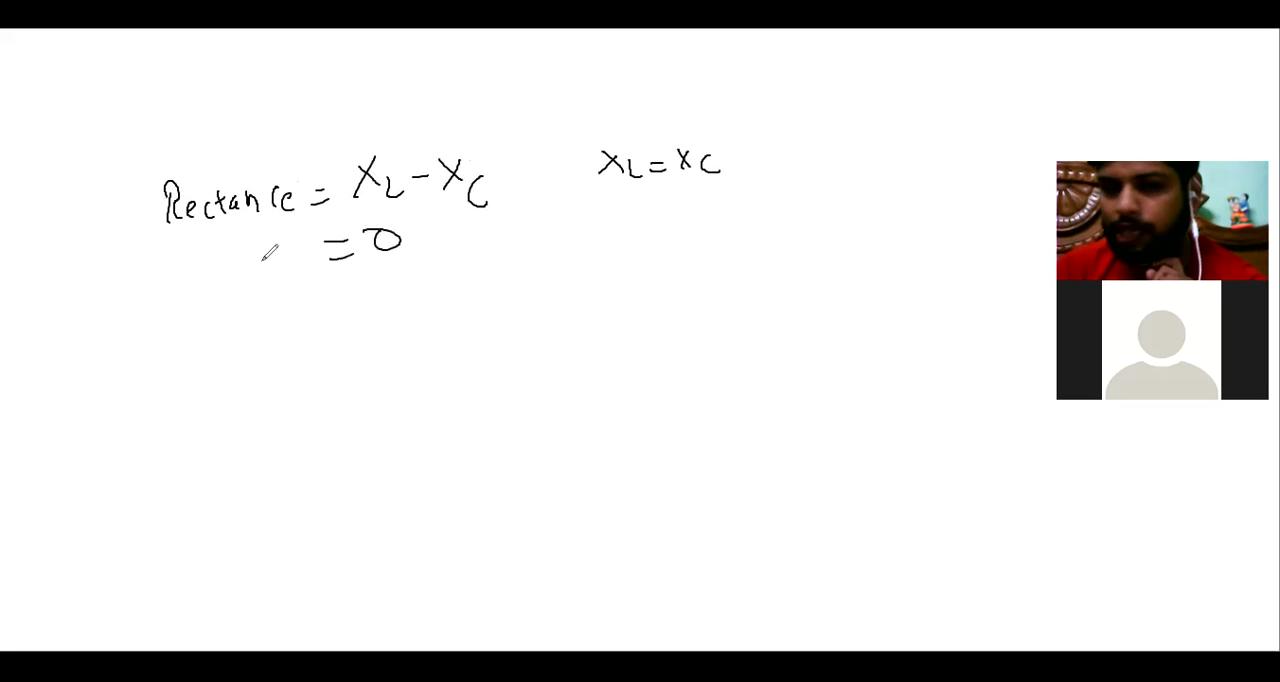 Rectance = XL - XC
= 0
XL = XC